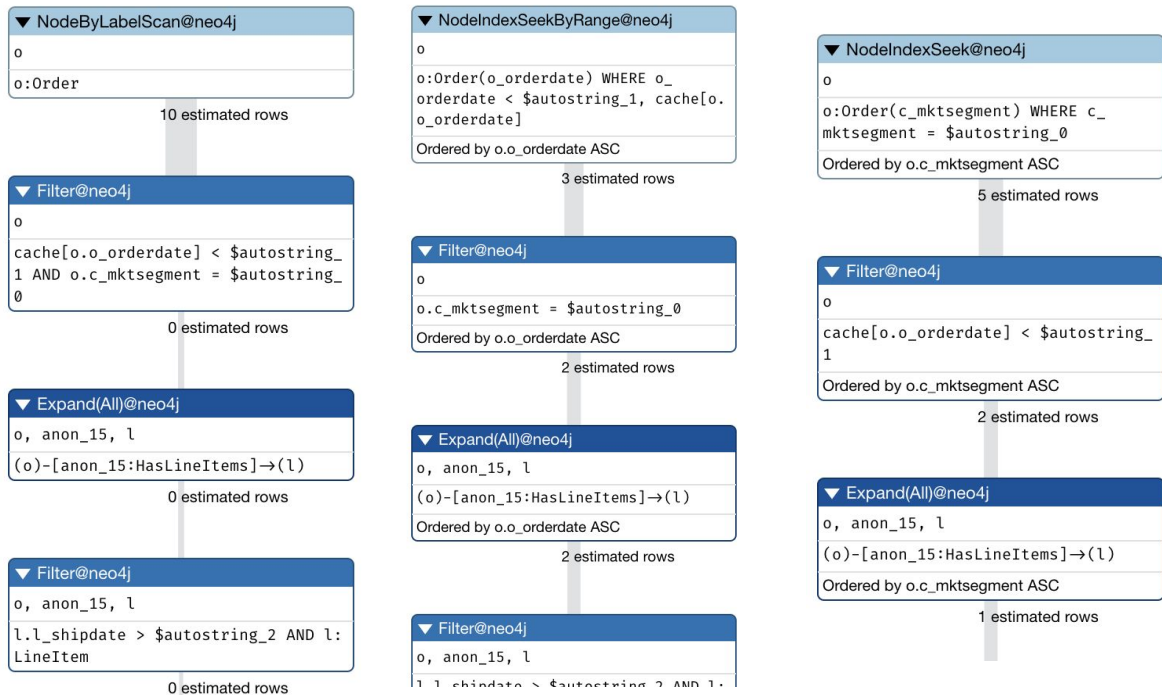 NodeByLabelScan@neo4j
o
o:Order
10 estimated rows
Filter@neo4j
o
cache[o.o_orderdate] < $autostring_
1 AND o.c_mktsegment = $autostring_
0
0 estimated rows
Expand(All)@neo4j
o, anon_15, l
(o)-[anon_15:HasLineItems]→(l)
0 estimated rows
Filter@neo4j
o, anon_15, l
l.l_shipdate > $autostring_2 AND l:
LineItem
0 estimated rows
NodeIndexSeekByRange@neo4j
o
o:Order(o_orderdate) WHERE o_
orderdate < $autostring_1, cache[o.
o_orderdate]
Ordered by o.o_orderdate ASC
3 estimated rows
Filter@neo4j
o
o.c_mktsegment = $autostring_0
Ordered by o.o_orderdate ASC
2 estimated rows
Expand(All)@neo4j
o, anon_15, l
(o)-[anon_15:HasLineItems]→(l)
Ordered by o.o_orderdate ASC
2 estimated rows
Filter@neo4j
o, anon_15, l
l.l_shipdate > $autostring_2 AND l:
NodeIndexSeek@neo4j
o
o:Order(c_mktsegment) WHERE c_
mktsegment = $autostring_0
Ordered by o.c_mktsegment ASC
5 estimated rows
Filter@neo4j
o
cache[o.o_orderdate] < $autostring_
1
Ordered by o.c_mktsegment ASC
2 estimated rows
Expand(All)@neo4j
o, anon_15, l
(o)-[anon_15:HasLineItems]→(l)
Ordered by o.c_mktsegment ASC
1 estimated rows